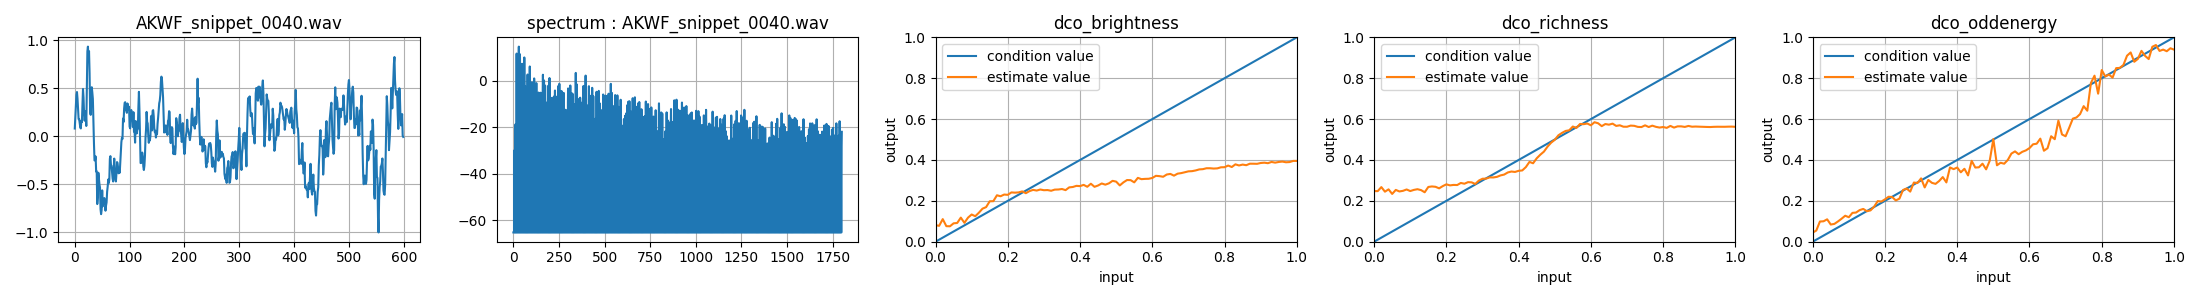 AKWF_snippet_0040.wav
1.0
0.5
0.0
−0.5
−1.0
0 100 200 300 400 500 600
spectrum : AKWF_snippet_0040.wav
0
−20
−40
−60
0 250 500 750 1000 1250 1500 1750
dco_brightness
condition value
estimate value
output
1.0
0.8
0.6
0.4
0.2
0.0
0.0 0.2 0.4 0.6 0.8 1.0
input
dco_richness
condition value
estimate value
output
1.0
0.8
0.6
0.4
0.2
0.0
0.0 0.2 0.4 0.6 0.8 1.0
input
dco_oddenergy
condition value
estimate value
output
1.0
0.8
0.6
0.4
0.2
0.0
0.0 0.2 0.4 0.6 0.8 1.0
input